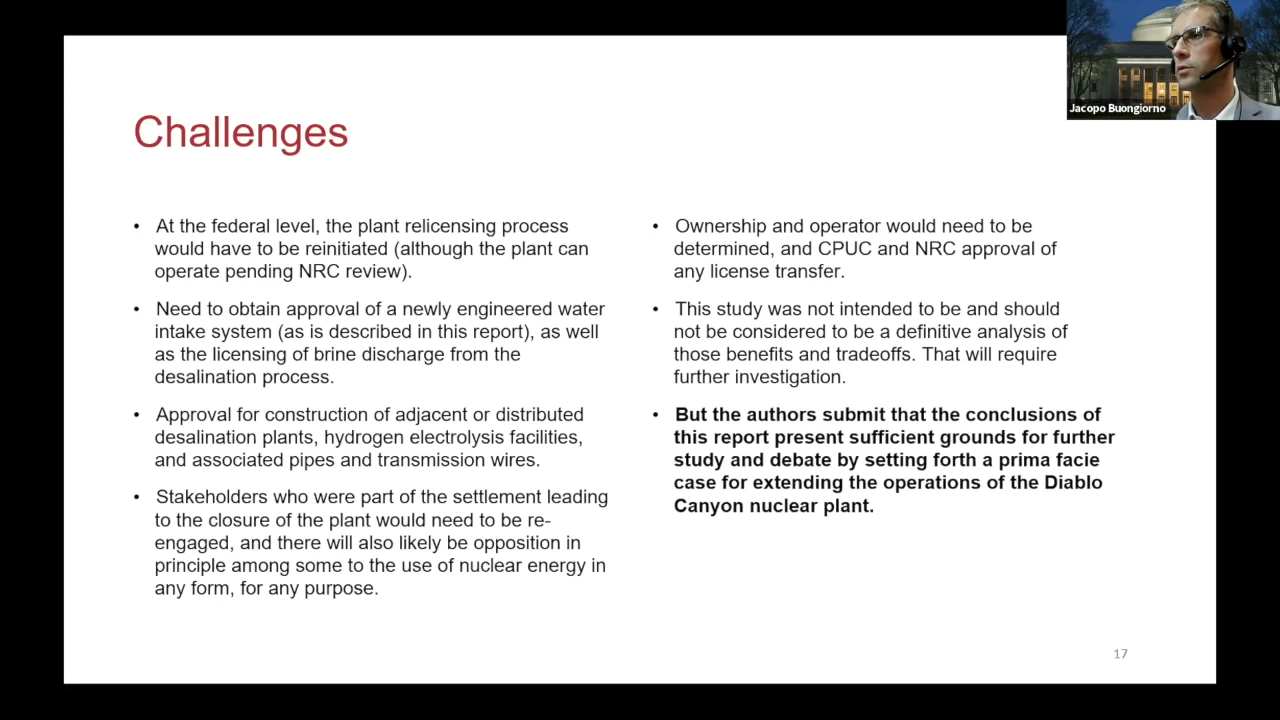 Jacopo Buongiorno
Challenges
• At the federal level, the plant relicensing process
would have to be reinitiated (although the plant can
operate pending NRC review).
• Need to obtain approval of a newly engineered water
intake system (as is described in this report), as well
as the licensing of brine discharge from the
desalination process.
• Approval for construction of adjacent or distributed
desalination plants, hydrogen electrolysis facilities,
and associated pipes and transmission wires.
• Stakeholders who were part of the settlement leading
to the closure of the plant would need to be re-
engaged, and there will also likely be opposition in
principle among some to the use of nuclear energy in
any form, for any purpose.
• Ownership and operator would need to be
determined, and CPUC and NRC approval of
any license transfer.
• This study was not intended to be and should
not be considered to be a definitive analysis of
those benefits and tradeoffs. That will require
further investigation.
• But the authors submit that the conclusions of
this report present sufficient grounds for further
study and debate by setting forth a prima facie
case for extending the operations of the Diablo
Canyon nuclear plant.
17